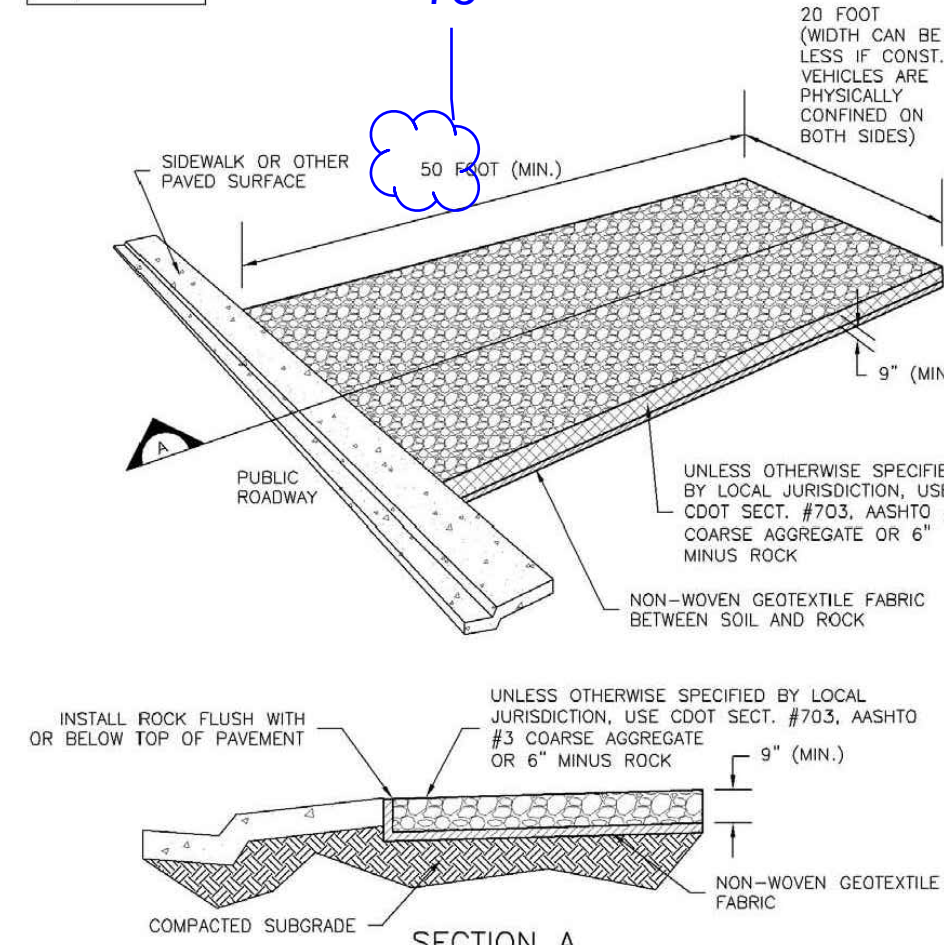 20 FOOT
(WIDTH CAN BE
LESS IF CONST.
VEHICLES ARE
PHYSICALLY
CONFINED ON
BOTH SIDES)
SIDEWALK OR OTHER
PAVED SURFACE
50 FOOT (MIN.)
9" (MIN
A
PUBLIC
ROADWAY
UNLESS OTHERWISE SPECIFIE
BY LOCAL JURISDICTION, USE
CDOT SECT. #703, AASHTO
COARSE AGGREGATE OR 6"
MINUS ROCK
NON-WOVEN GEOTEXTILE FABRIC
BETWEEN SOIL AND ROCK
INSTALL ROCK FLUSH WITH
OR BELOW TOP OF PAVEMENT
UNLESS OTHERWISE SPECIFIED BY LOCAL
JURISDICTION, USE CDOT SECT. #703, AASHTO
#3 COARSE AGGREGATE
OR 6" MINUS ROCK
9" (MIN.)
NON-WOVEN GEOTEXTILE
FABRIC
COMPACTED SUBGRADE
SECTION A